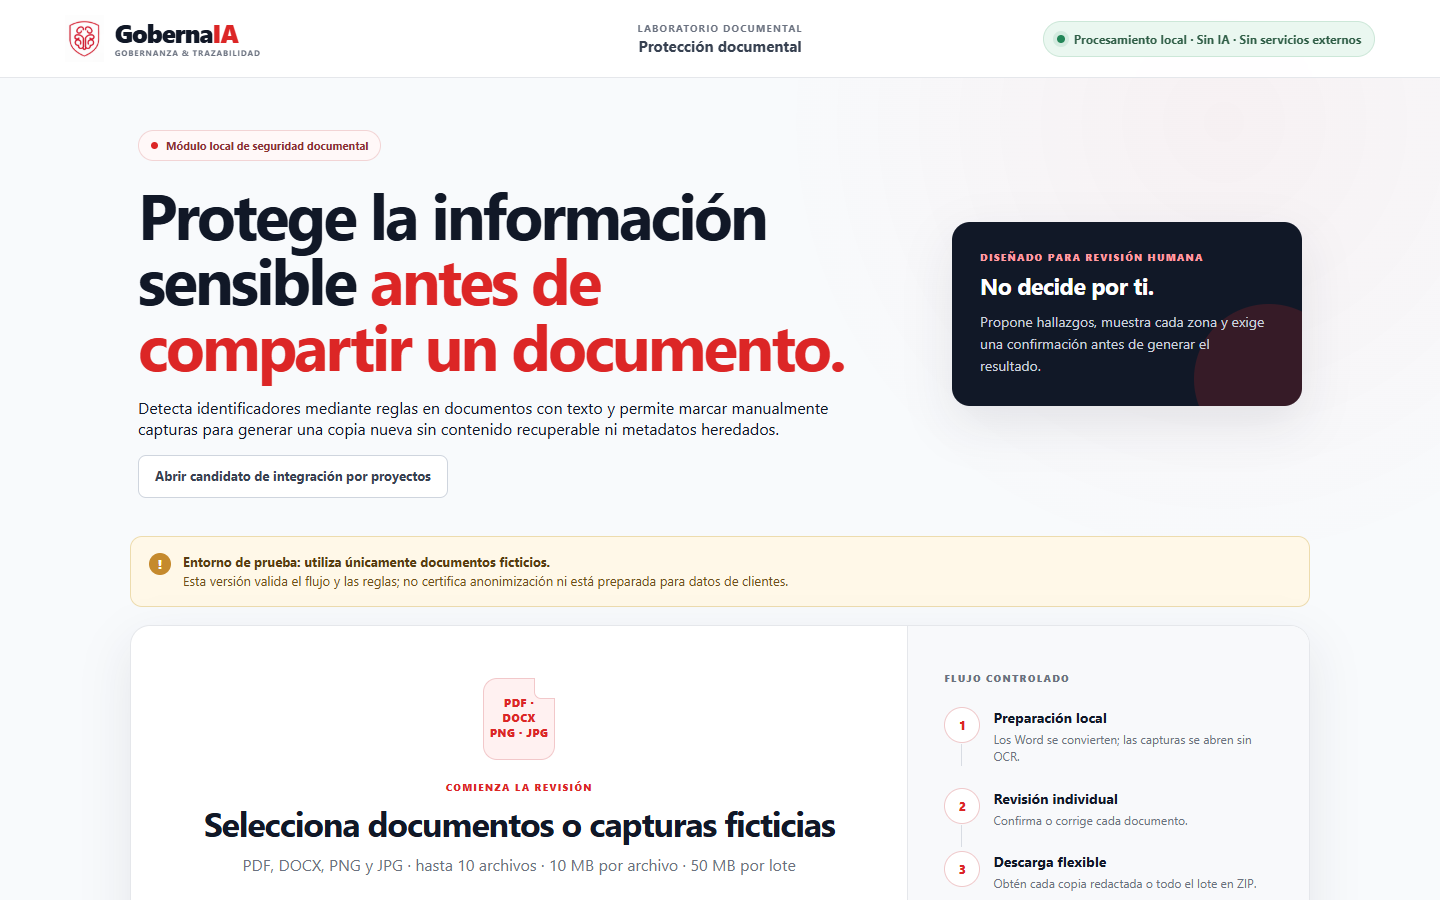 GobernaIA
GOBERNANZA & TRAZABILIDAD
LABORATORIO DOCUMENTAL
Protección documental
Procesamiento local · Sin IA · Sin servicios externos
Módulo local de seguridad documental
Protege la información
sensible antes de
compartir un documento.
Detecta identificadores mediante reglas en documentos con texto y permite marcar manualmente
capturas para generar una copia nueva sin contenido recuperable ni metadatos heredados.
Abrir candidato de integración por proyectos
DISEÑADO PARA REVISIÓN HUMANA
No decide por ti.
Propone hallazgos, muestra cada zona y exige
una confirmación antes de generar el
resultado.
!
Entorno de prueba: utiliza únicamente documentos ficticios.
Esta versión valida el flujo y las reglas; no certifica anonimización ni está preparada para datos de clientes.
PDF ·
DOCX
PNG · JPG
COMIENZA LA REVISIÓN
Selecciona documentos o capturas ficticias
PDF, DOCX, PNG y JPG · hasta 10 archivos · 10 MB por archivo · 50 MB por lote
FLUJO CONTROLADO
1
Preparación local
Los Word se convierten; las capturas se abren sin
OCR.
2
Revisión individual
Confirma o corrige cada documento.
3
Descarga flexible
Obtén cada copia redactada o todo el lote en ZIP.